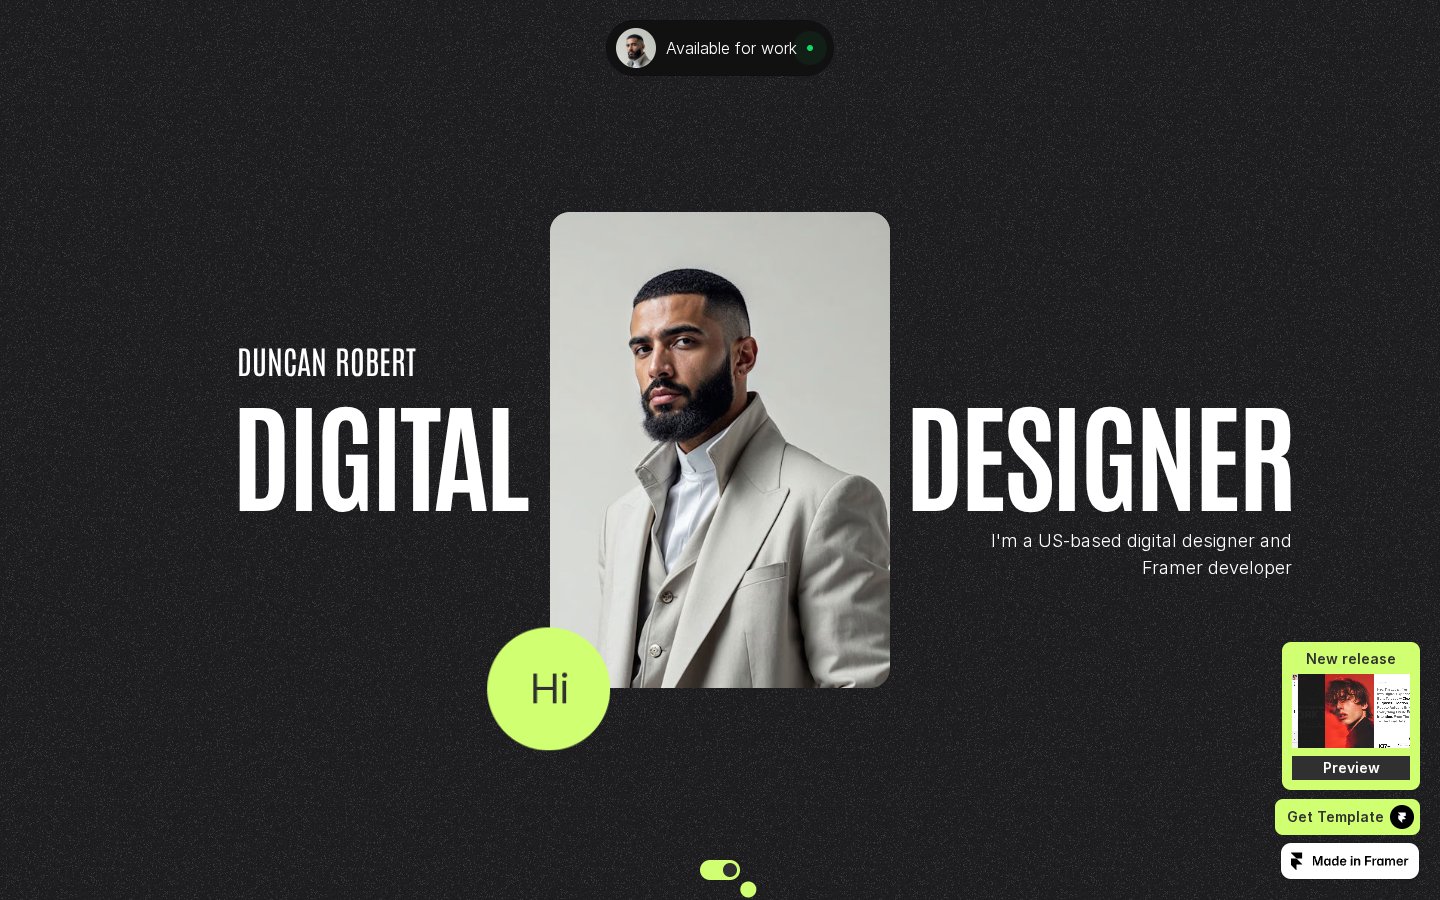 Available for work
DUNCAN ROBERT
DIGITAL
DESIGNER
I'm a US-based digital designer and
Framer developer
Hi
New release
Preview
Get Template
Made in Framer